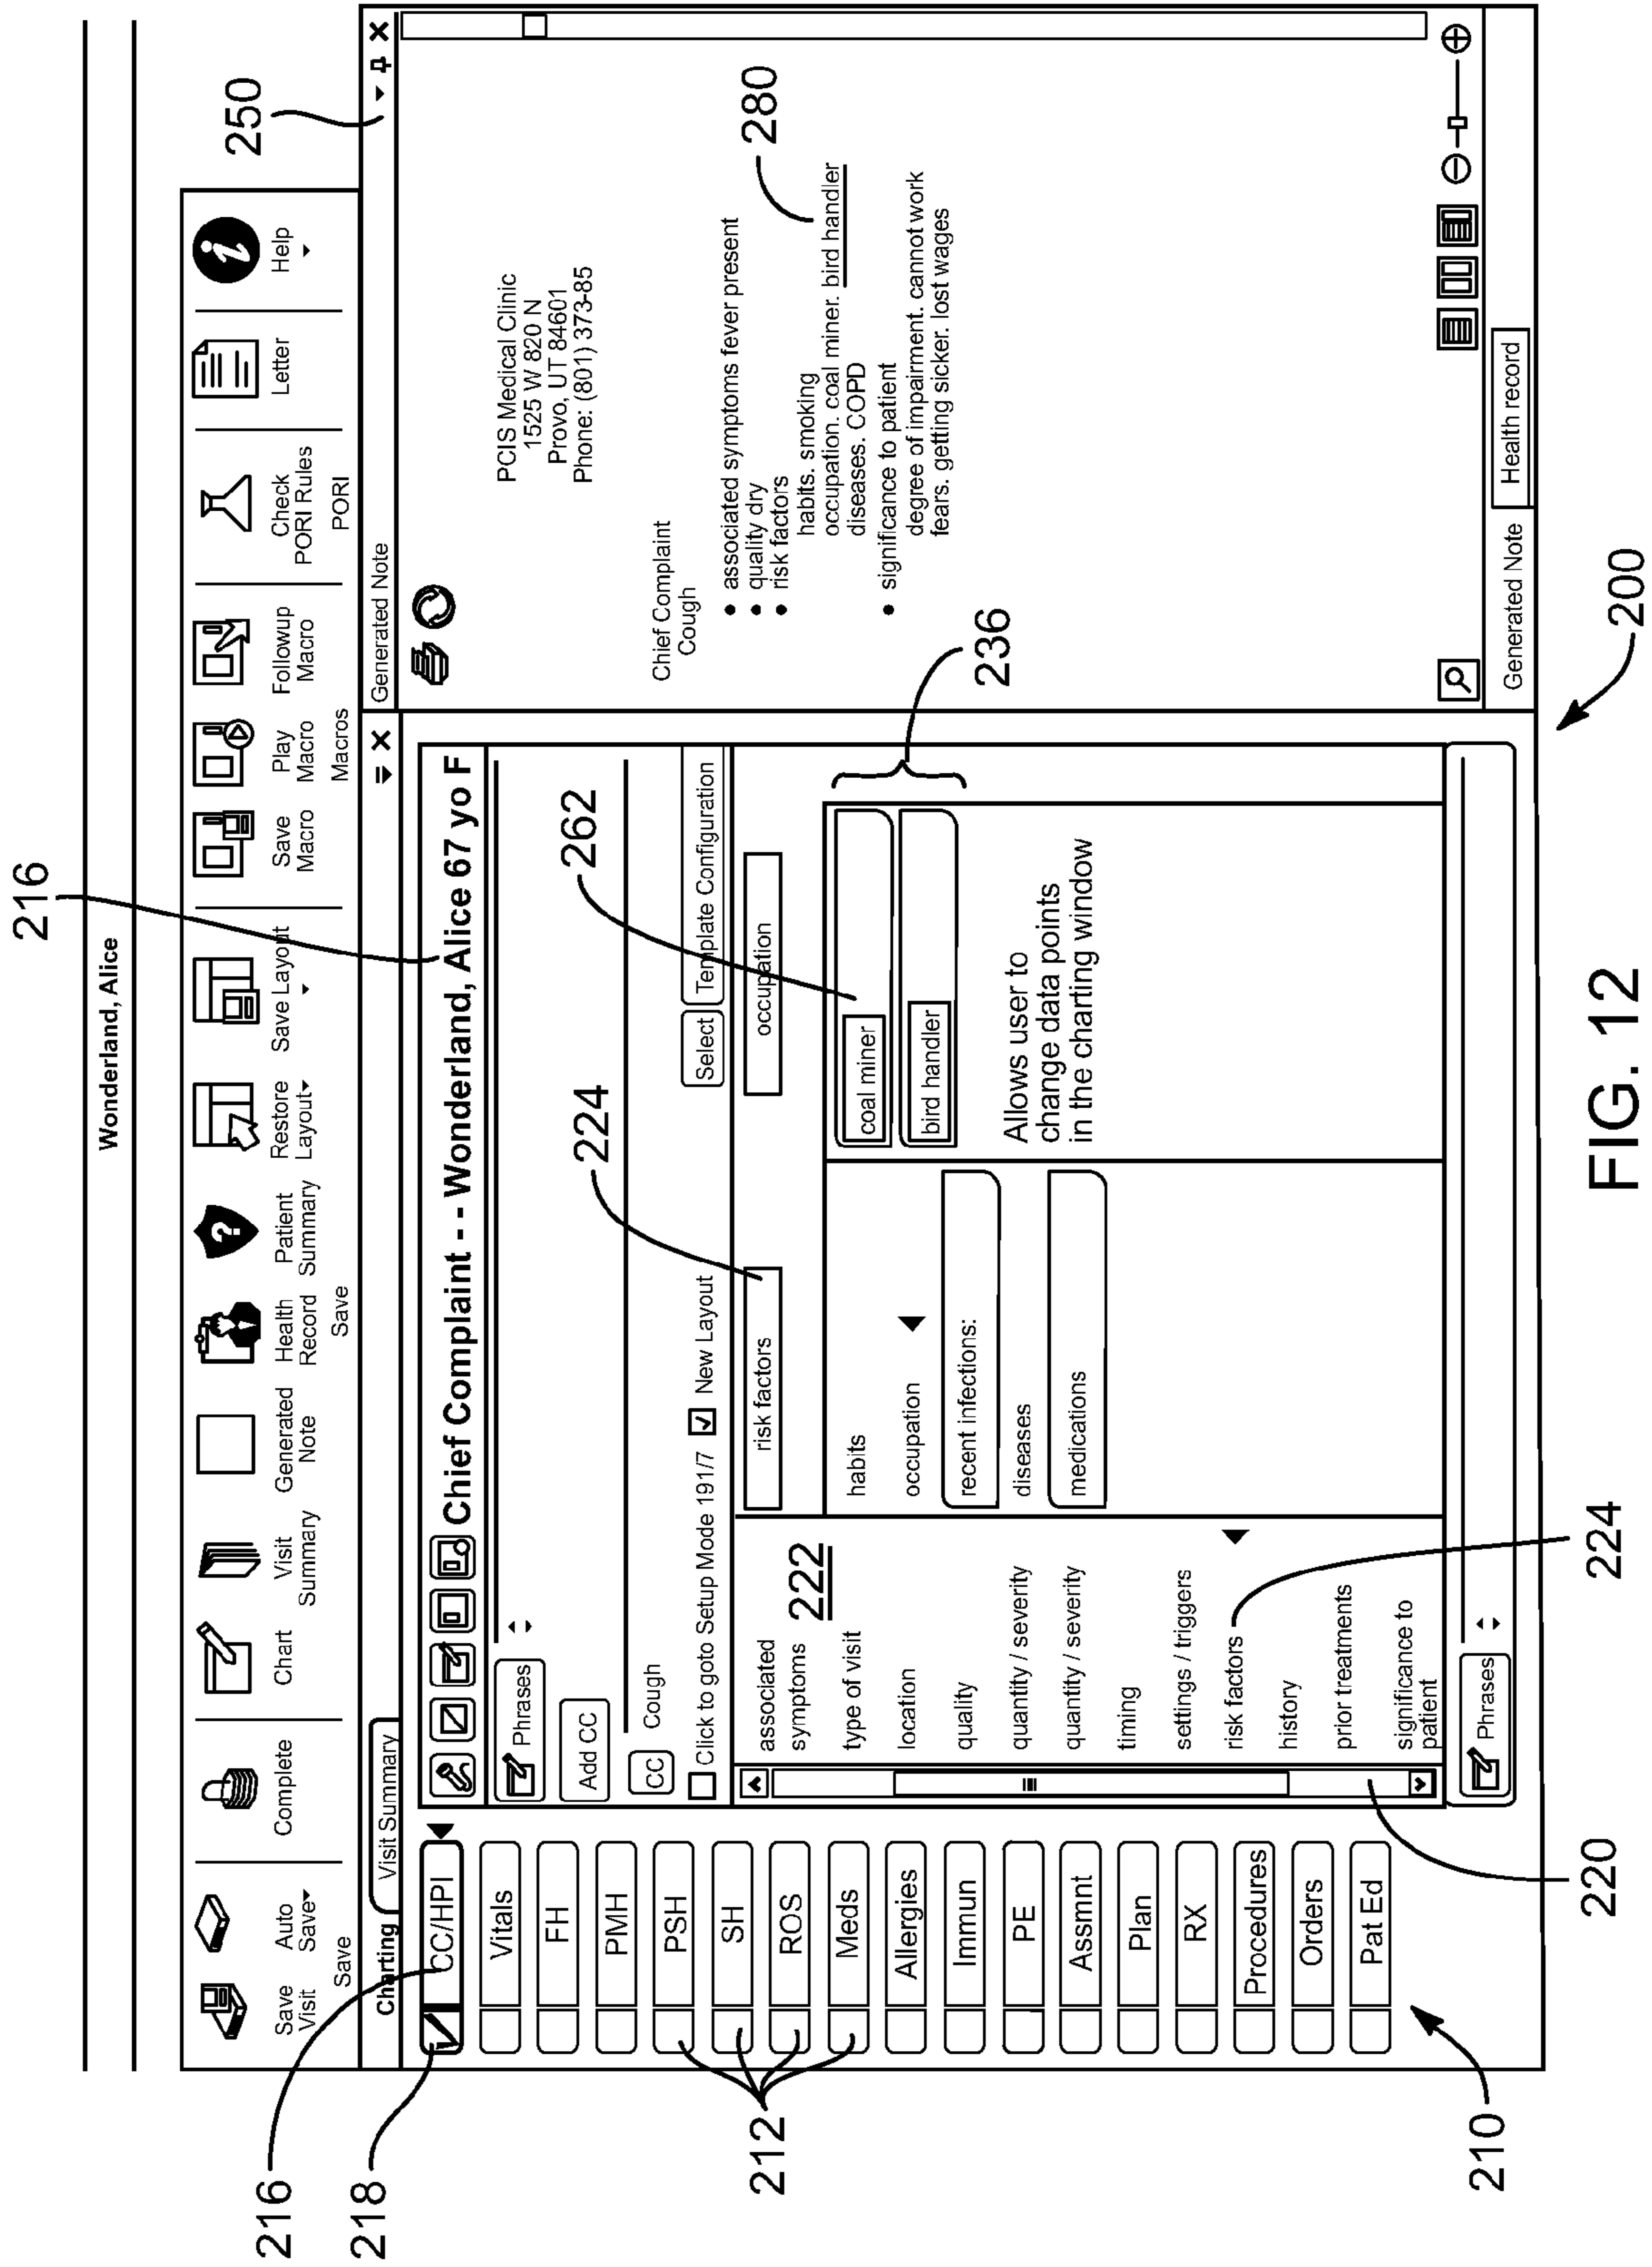 Wonderland, Alice
216
Save Visit
Auto Save
Save
Complete
Chart
Visit Summary
Generated Note
Health Record
Patient Summary
Save
Restore Layout
Save Layout
Save Macro
Play Macro
Followup Macro
Macros
Check PORI Rules
PORI
Letter
Help
250
216
218
Charting
Visit Summary
CC/HPI
Vitals
FH
PMH
PSH
SH
ROS
Meds
Allergies
Immun
PE
Assmnt
Plan
RX
Procedures
Orders
Pat Ed
212
210
Chief Complaint - - Wonderland, Alice 67 yo F
Phrases
Add CC
CC
Cough
Click to goto Setup Mode 191/7
New Layout
Select
Template Configuration
224
262
222
associated
symptoms
type of visit
location
quality
quantity / severity
quantity / severity
timing
settings / triggers
risk factors
history
prior treatments
significance to
patient
risk factors
habits
occupation
recent infections:
diseases
medications
occupation
coal miner
bird handler
Allows user to
change data points
in the charting window
236
Phrases
220
224
Generated Note
PCIS Medical Clinic
1525 W 820 N
Provo, UT 84601
Phone: (801) 373-85
Chief Complaint
Cough
• associated symptoms fever present
• quality dry
• risk factors
habits. smoking
occupation. coal miner. bird handler
diseases. COPD
• significance to patient
degree of impairment. cannot work
fears. getting sicker. lost wages
280
Generated Note
Health record
200
FIG. 12